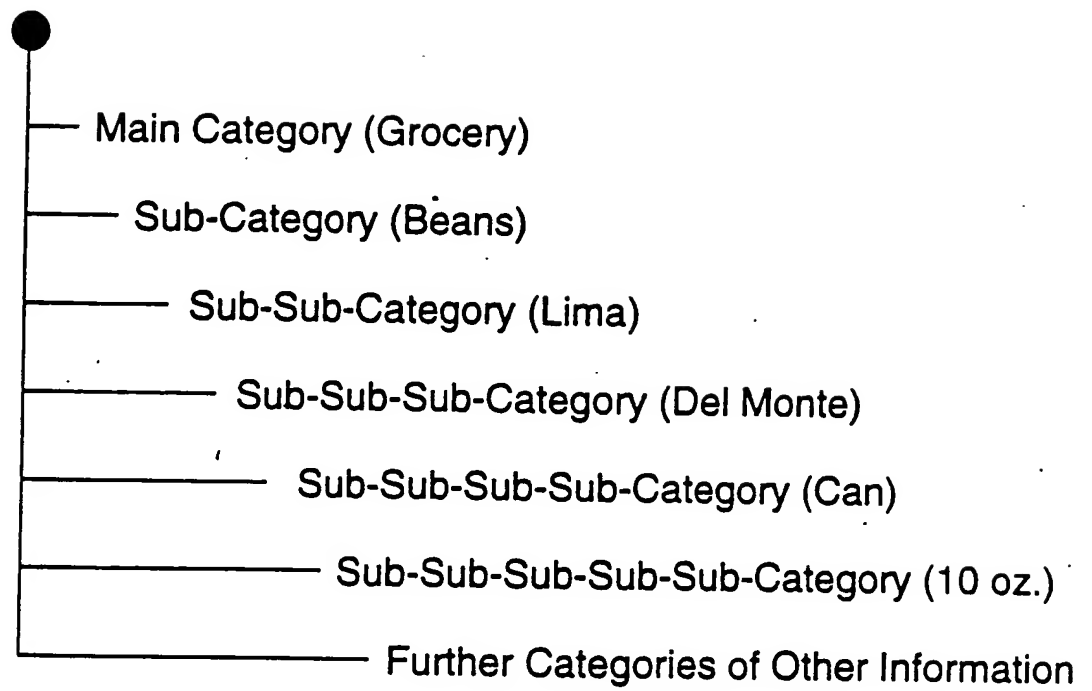 Main Category (Grocery)
Sub-Category (Beans)
Sub-Sub-Category (Lima)
Sub-Sub-Sub-Category (Del Monte)
Sub-Sub-Sub-Sub-Category (Can)
Sub-Sub-Sub-Sub-Sub-Category (10 oz.)
Further Categories of Other Information